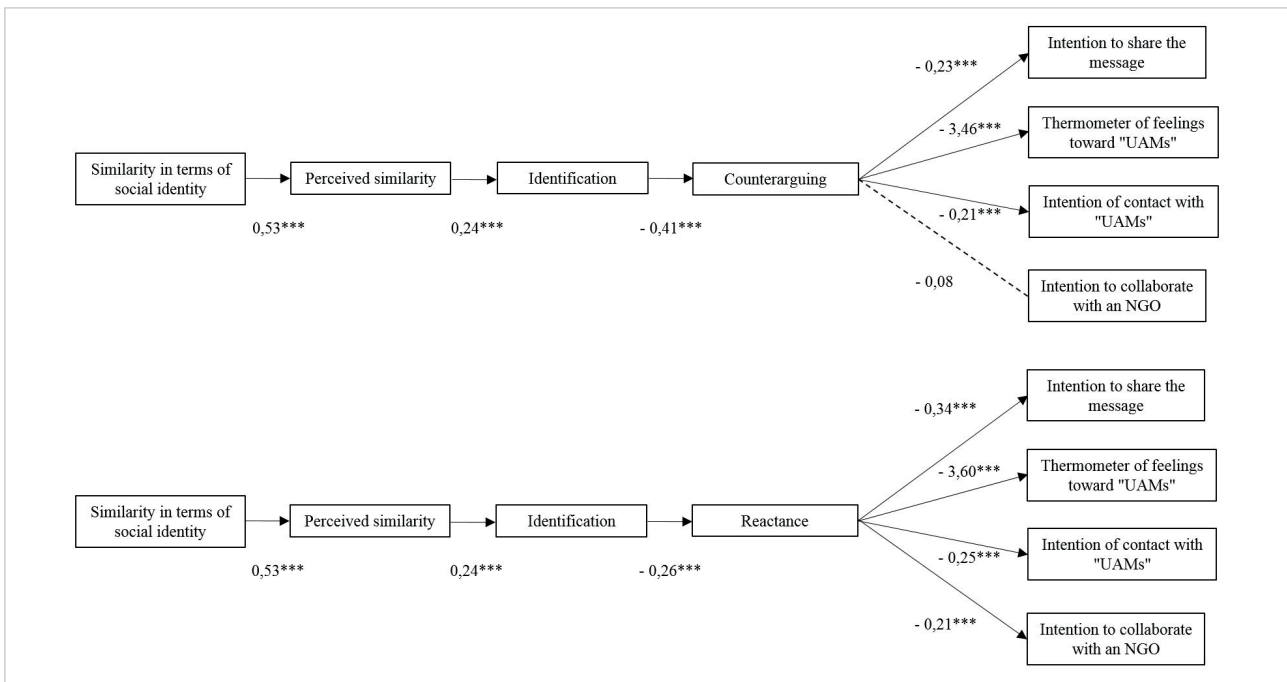 Intention to share the
message
- 0,23***
- 3,46***
Thermometer of feelings
toward "UAMs"
Similarity in terms of
social identity
Perceived similarity
Identification
Counterarguing
- 0,21***
Intention of contact with
"UAMs"
0,53***
0,24***
- 0,41***
- 0,08
Intention to collaborate
with an NGO
Intention to share the
message
- 0,34***
- 3,60***
Thermometer of feelings
toward "UAMs"
Similarity in terms of
social identity
Perceived similarity
Identification
Reactance
- 0,25***
Intention of contact with
"UAMs"
0,53***
0,24***
- 0,26***
- 0,21***
Intention to collaborate
with an NGO